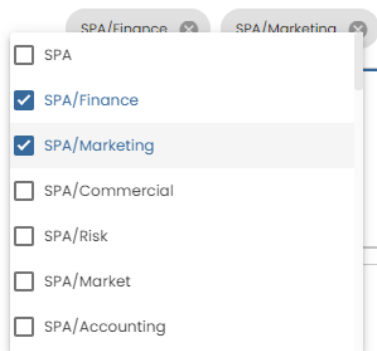 SPA/Finance SPA/Marketing
SPA
SPA/Finance
SPA/Marketing
SPA/Commercial
SPA/Risk
SPA/Market
SPA/Accounting